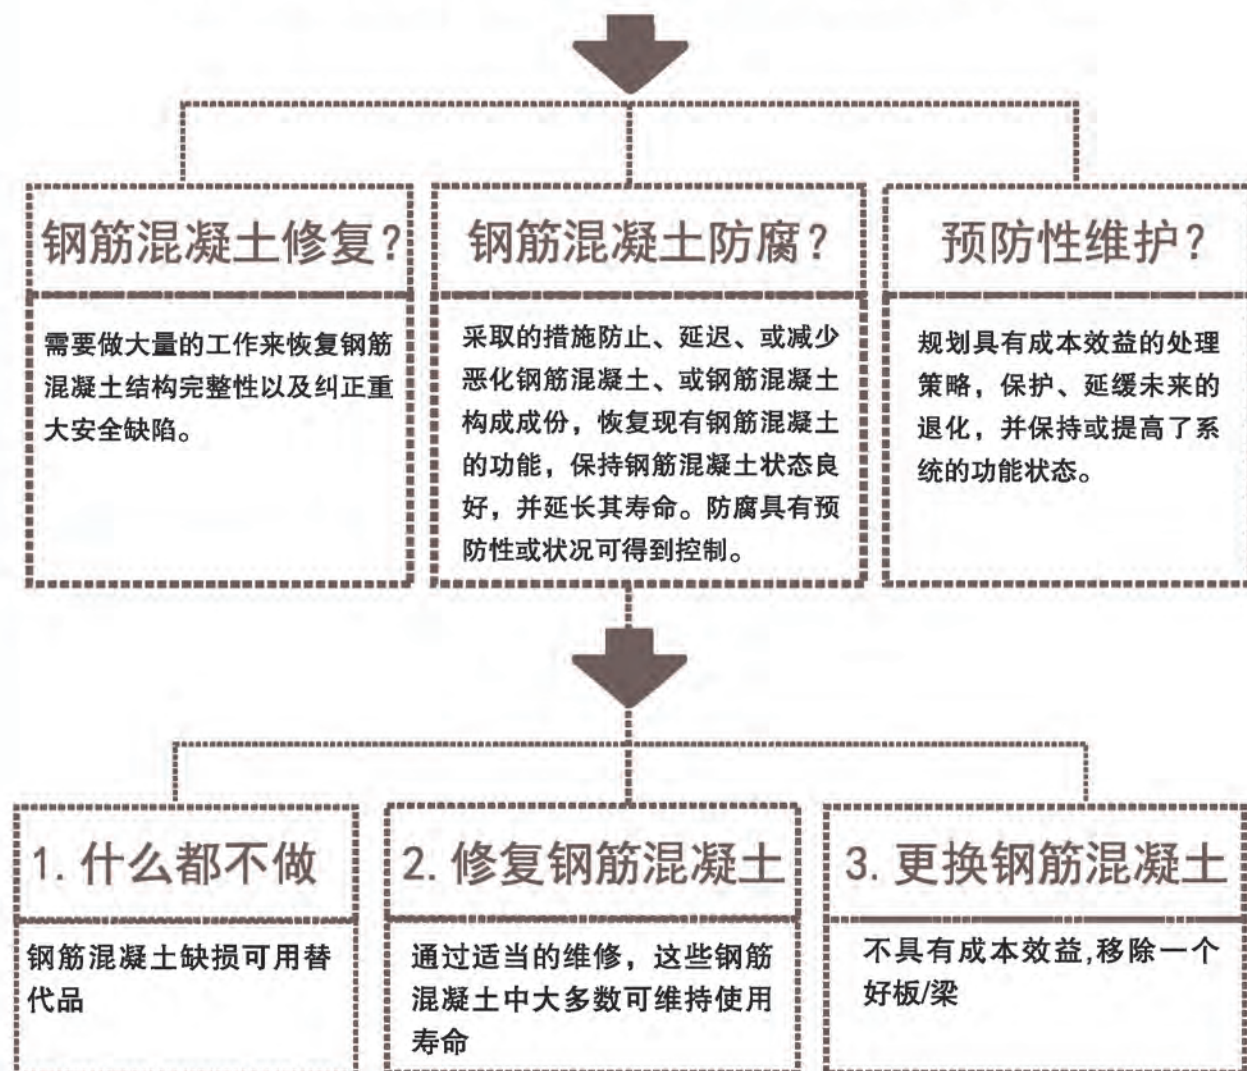 钢筋混凝土修复?
需要做大量的工作来恢复钢筋
混凝土结构完整性以及纠正重
大安全缺陷。
钢筋混凝土防腐?
采取的措施防止、延迟、或减少
恶化钢筋混凝土、或钢筋混凝土
构成成份，恢复现有钢筋混凝土
的功能，保持钢筋混凝土状态良
好，并延长其寿命。防腐具有预
防性或状况可得到控制。
预防性维护?
规划具有成本效益的处理
策略，保护、延缓未来的
退化，并保持或提高了系
统的功能状态。
1. 什么都不做
钢筋混凝土缺损可用替
代品
2. 修复钢筋混凝土
通过适当的维修，这些钢筋
混凝土中大多数可维持使用
寿命
3. 更换钢筋混凝土
不具有成本效益,移除一个
好板/梁